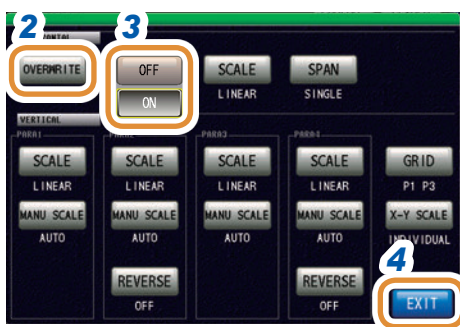 2 3
OVERWRITE OFF SCALE SPAN
ON LINEAR SINGLE
VERTICAL
PARA1 PARA3 PARA4
SCALE SCALE SCALE SCALE GRID
LINEAR LINEAR LINEAR LINEAR P1 P3
MANU SCALE MANU SCALE MANU SCALE MANU SCALE X-Y SCALE
AUTO AUTO AUTO AUTO INDIVIDUAL
4
REVERSE REVERSE EXIT
OFF OFF